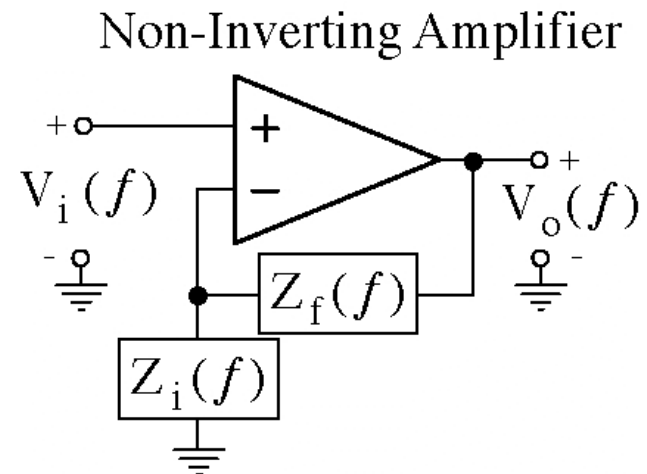 Non-Inverting Amplifier
+ +
V_i (f) − +
- V_o (f)
-
Z_f (f)
Z_i (f)